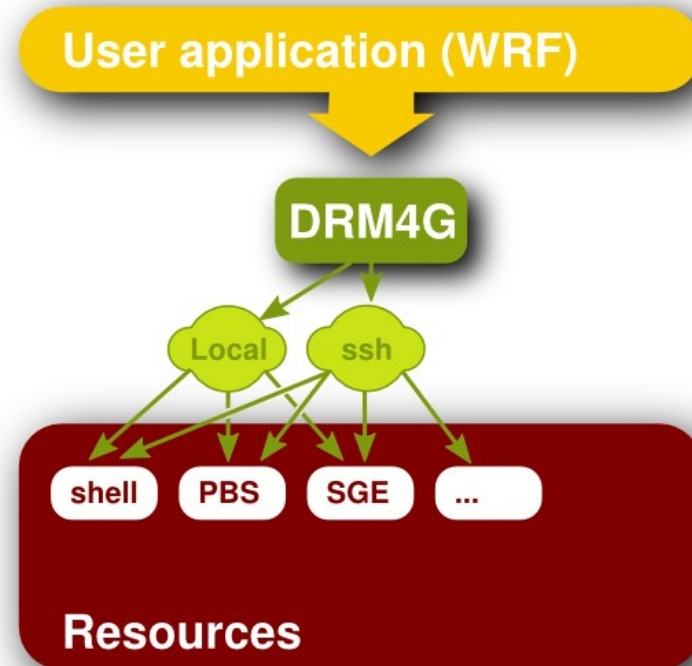 User application (WRF)
DRM4G
Local
ssh
shell
PBS
SGE
...
Resources